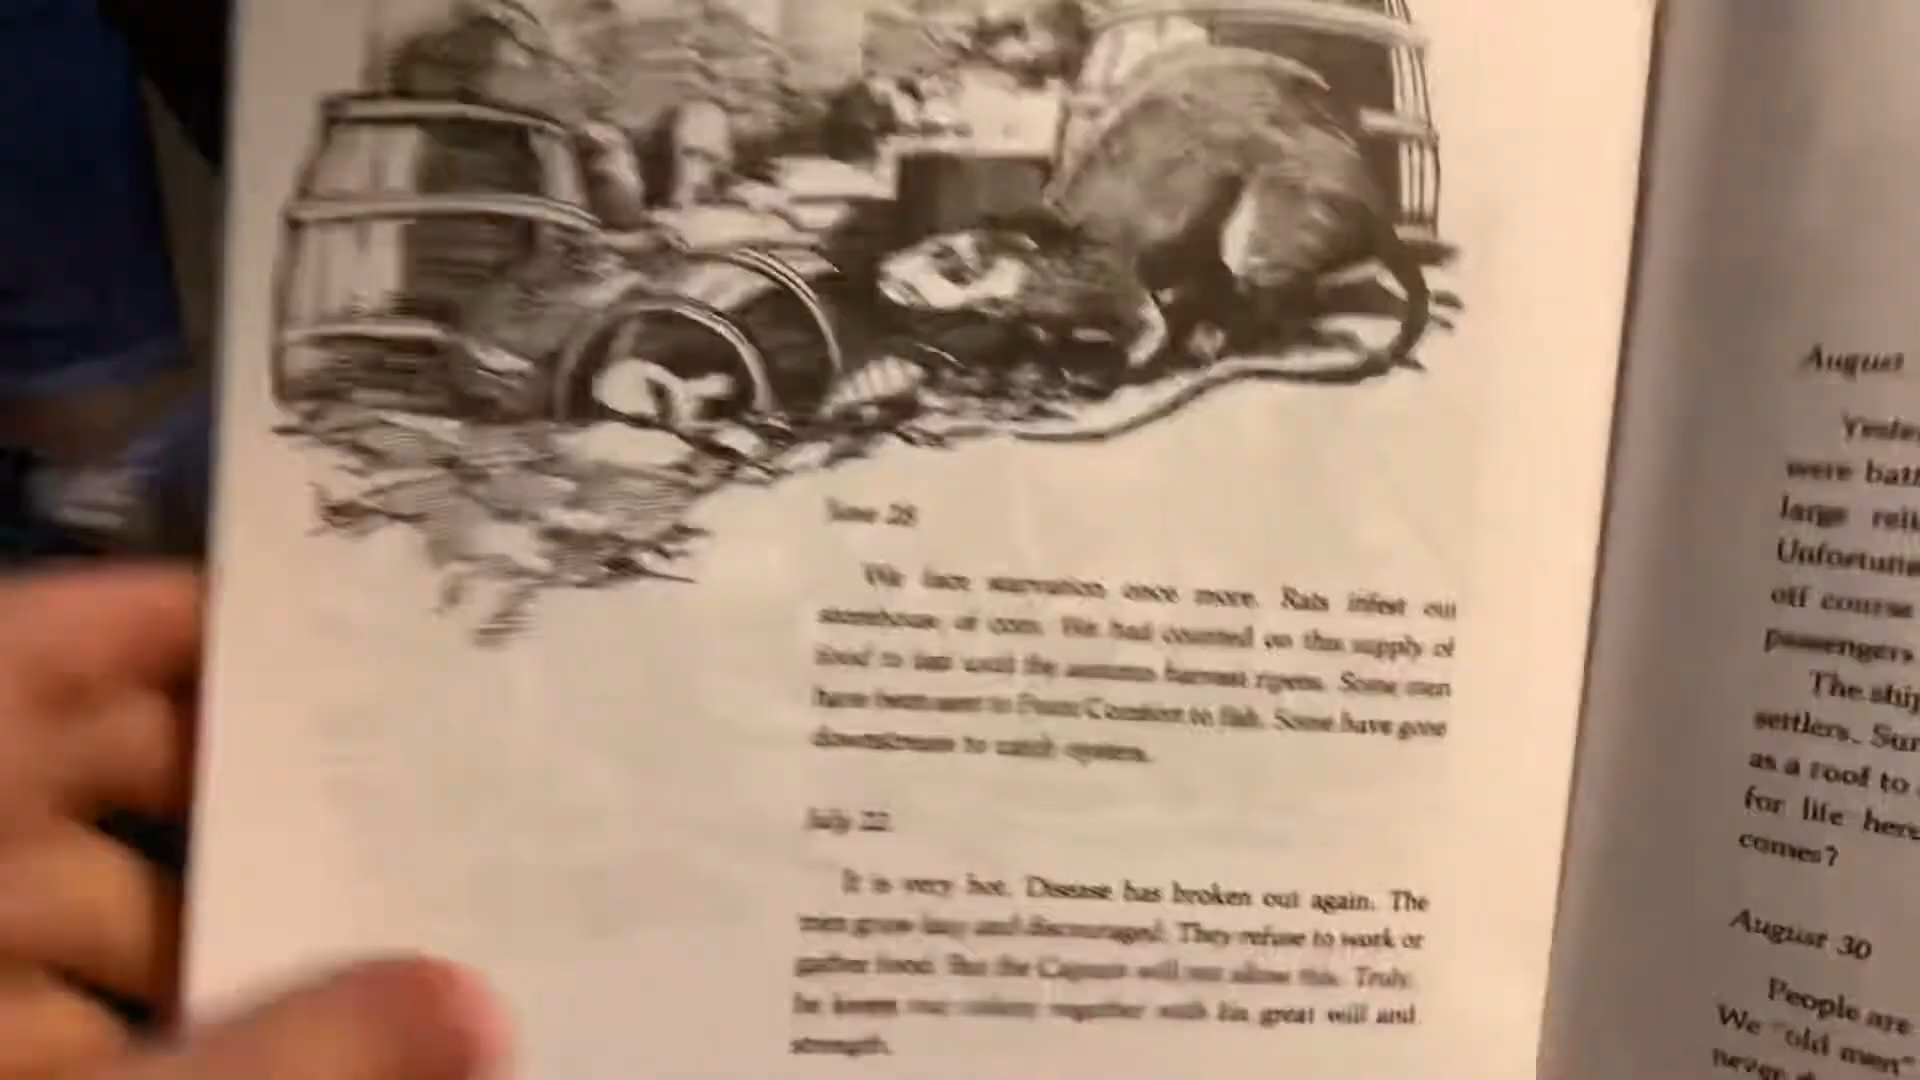 June 28
We face starvation once more. Rats infest our
storehouse of corn. We had counted on this supply of
food to last until the autumn harvest ripens. Some men
have been sent to Point Comfort to fish. Some have gone
downstream to catch oysters.
July 22
It is very hot. Disease has broken out again. The
men grow lazy and discouraged. They refuse to work or
gather food. But the Captain will not allow this. Truly,
he keeps our colony together with his great will and
strength.
August
were
large
off course
passengers
The ship
settlers.
as a roof to
for life here
comes?
August 30
People are
We "old men"
never